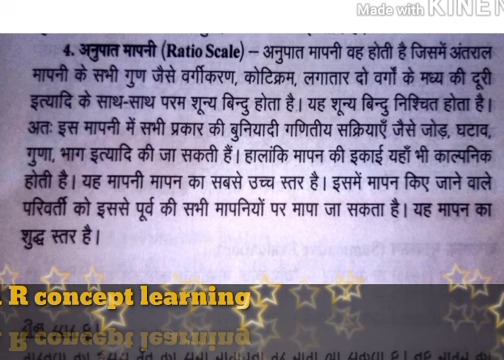 Made with KINE
4. अनुपात मापनी (Ratio Scale) – अनुपात मापनी वह होती है जिसमें अंतराल
मापनी के सभी गुण जैसे वर्गीकरण, कोटिक्रम, लगातार दो वर्गों के मध्य की दूरी
इत्यादि के साथ-साथ परम शून्य बिन्दु होता है। यह शून्य बिन्दु निश्चित होता है।
अतः इस मापनी में सभी प्रकार की बुनियादी गणितीय सक्रियाएँ जैसे जोड़, घटाव,
गुणा, भाग इत्यादि की जा सकती हैं। हालांकि मापन की इकाई यहाँ भी काल्पनिक
होती है। यह मापनी मापन का सबसे उच्च स्तर है। इसमें मापन किए जाने वाले
परिवर्ती को इससे पूर्व की सभी मापनियों पर मापा जा सकता है। यह मापन का
शुद्ध स्तर है।
R concept learning